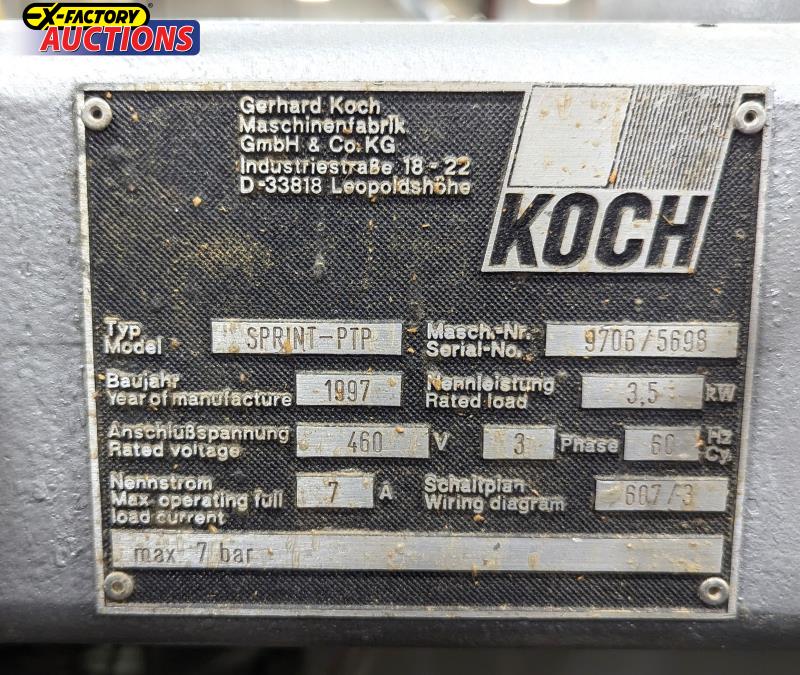 EX-FACTORY
AUCTIONS
Gerhard Koch
Maschinenfabrik
GmbH & Co.KG
Industriestraße 18-22
D-33818 Leopoldshöhe
KOCH
Typ
Model
SPRINT-PTP
Masch.-Nr.
Serial-No.
9706/5698
Baujahr
Year of manufacture
1997
Nennleistung
Rated load
3,5
kW
Anschlußspannung
Rated voltage
460
V
3
Phase
60
Hz
Cy.
Nennstrom
Max. operating full
load current
7
A
Schaltplan
Wiring diagram
607/3
max 7 bar